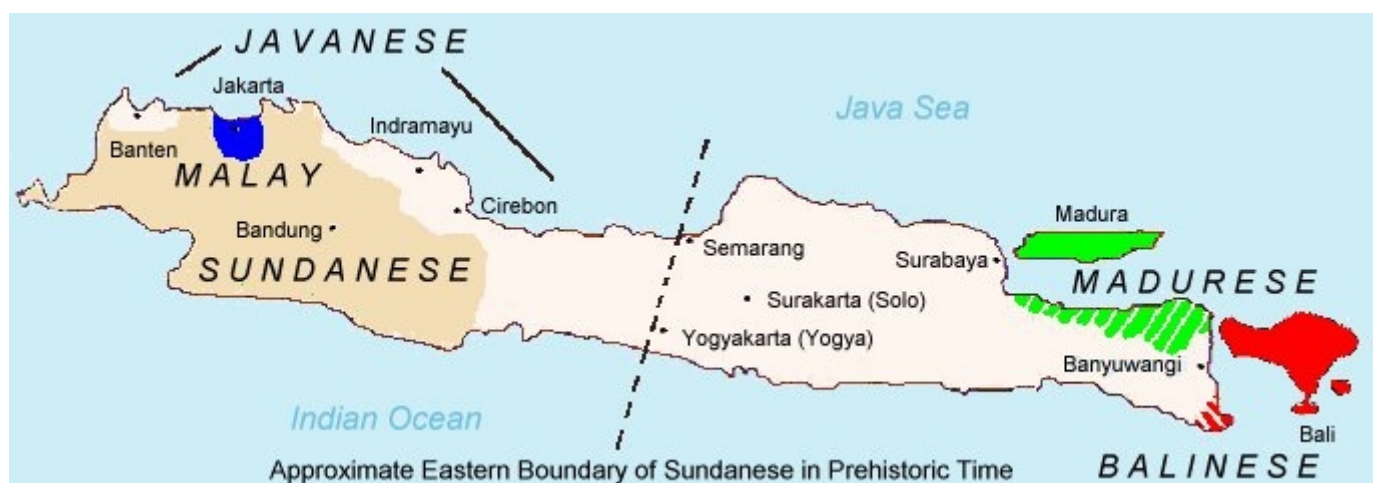 JAVANESE
Jakarta
Java Sea
Indramayu
Banten
MALAY
Cirebon
Madura
Bandung
Semarang
Surabaya
SUNDANESE
MADURESE
Surakarta (Solo)
Yogyakarta (Yogya)
Banyuwangi
Indian Ocean
Bali
Approximate Eastern Boundary of Sundanese in Prehistoric Time
BALINESE